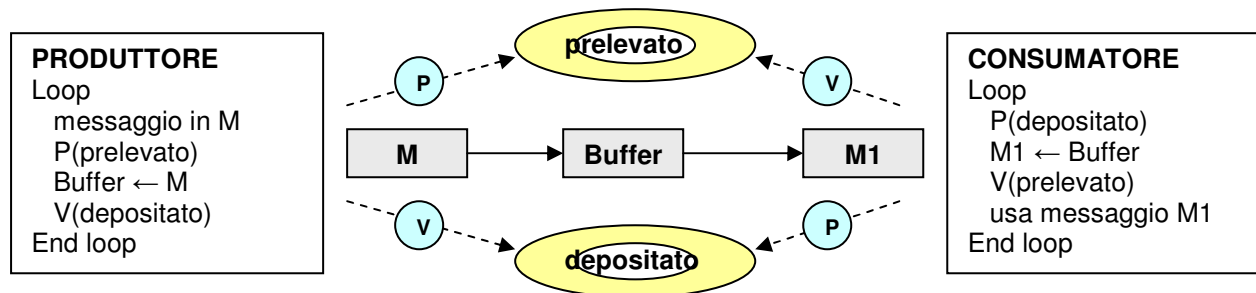 PRODUTTORE
Loop
messaggio in M
P(prelevato)
Buffer ← M
V(depositato)
End loop
prelevato
P
V
M
Buffer
M1
V
P
depositato
CONSUMATORE
Loop
P(depositato)
M1 ← Buffer
V(prelevato)
usa messaggio M1
End loop